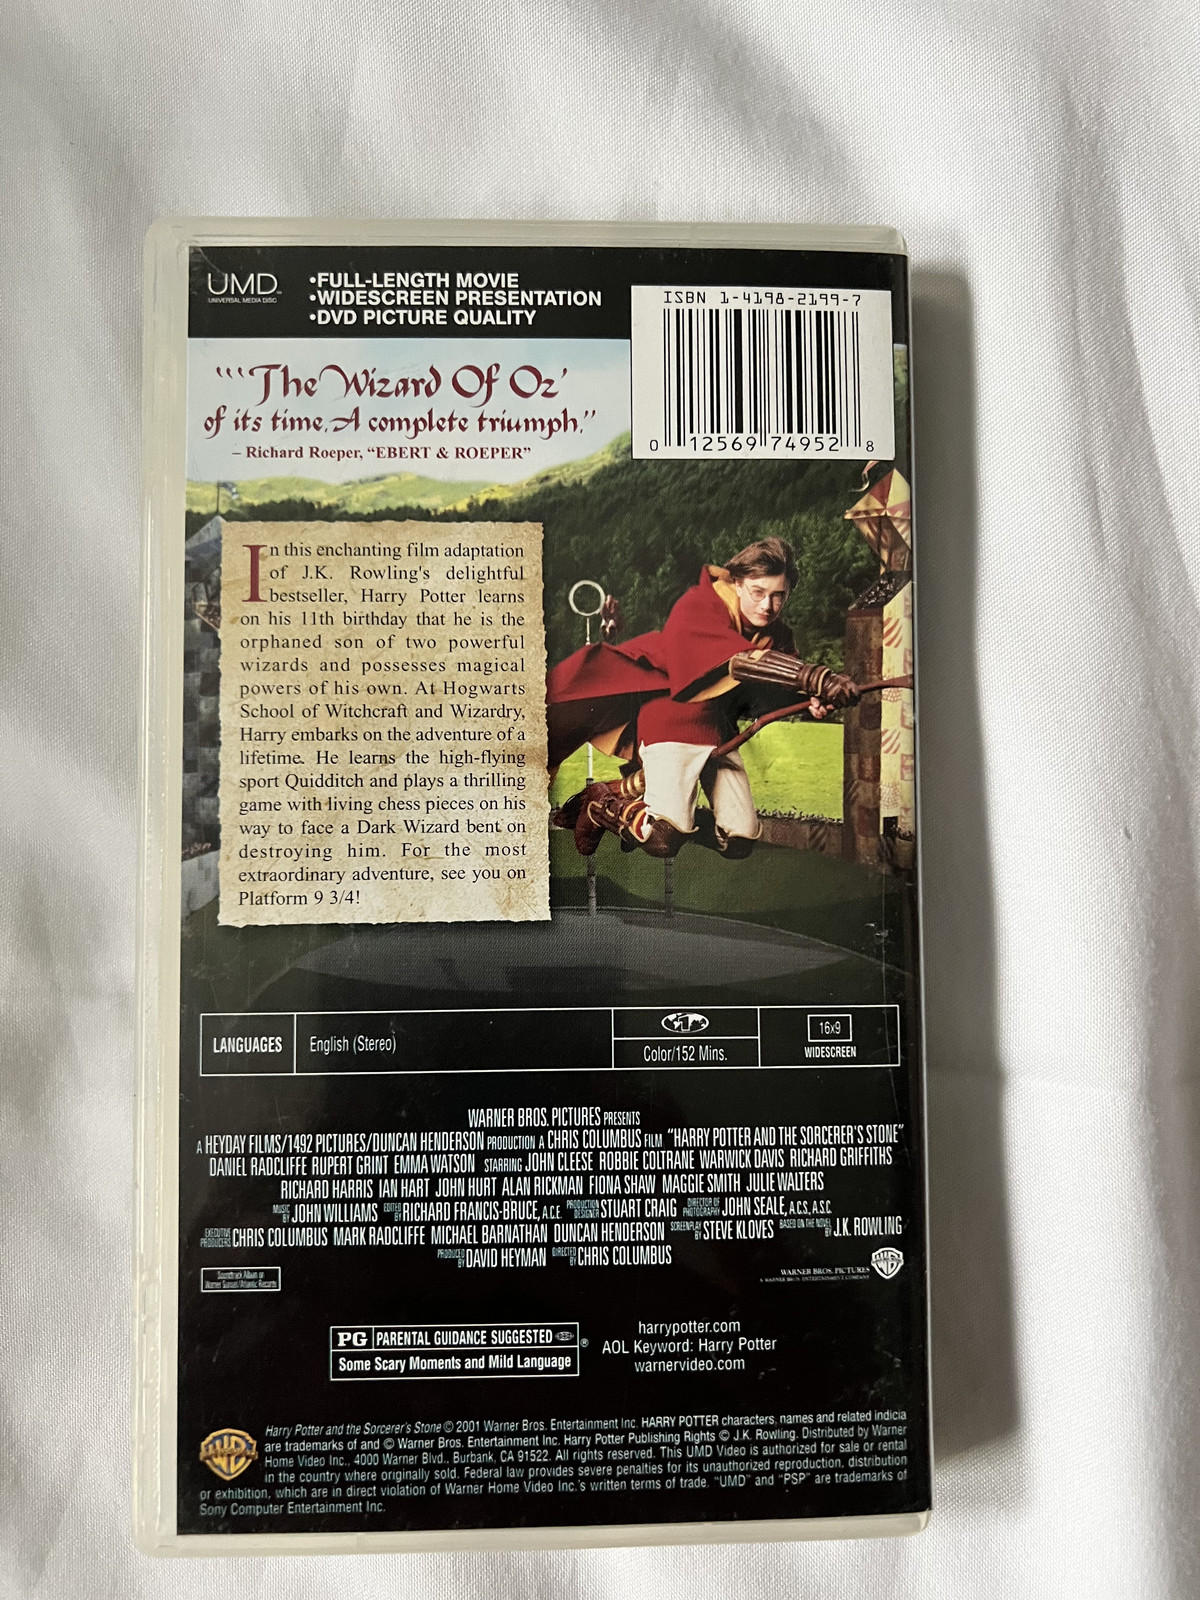 UMD™
UNIVERSAL MEDIA DISC
•FULL-LENGTH MOVIE
•WIDESCREEN PRESENTATION
•DVD PICTURE QUALITY
ISBN 1-4198-2199-7
0 12569 74952 8
"'The Wizard Of Oz'
of its time. A complete triumph."
– Richard Roeper, "EBERT & ROEPER"
In this enchanting film adaptation
of J.K. Rowling's delightful
bestseller, Harry Potter learns
on his 11th birthday that he is the
orphaned son of two powerful
wizards and possesses magical
powers of his own. At Hogwarts
School of Witchcraft and Wizardry,
Harry embarks on the adventure of a
lifetime. He learns the high-flying
sport Quidditch and plays a thrilling
game with living chess pieces on his
way to face a Dark Wizard bent on
destroying him. For the most
extraordinary adventure, see you on
Platform 9 3/4!
LANGUAGES English (Stereo) 1 Color/152 Mins. 16x9 WIDESCREEN
WARNER BROS. PICTURES PRESENTS
A HEYDAY FILMS/1492 PICTURES/DUNCAN HENDERSON PRODUCTION A CHRIS COLUMBUS FILM "HARRY POTTER AND THE SORCERER'S STONE"
DANIEL RADCLIFFE RUPERT GRINT EMMA WATSON STARRING JOHN CLEESE ROBBIE COLTRANE WARWICK DAVIS RICHARD GRIFFITHS
RICHARD HARRIS IAN HART JOHN HURT ALAN RICKMAN FIONA SHAW MAGGIE SMITH JULIE WALTERS
MUSIC BY JOHN WILLIAMS EDITED BY RICHARD FRANCIS-BRUCE, A.C.E. PRODUCTION DESIGNER STUART CRAIG DIRECTOR OF PHOTOGRAPHY JOHN SEALE, A.C.S., A.S.C.
EXECUTIVE PRODUCERS CHRIS COLUMBUS MARK RADCLIFFE MICHAEL BARNATHAN DUNCAN HENDERSON SCREENPLAY BY STEVE KLOVES BASED ON THE NOVEL BY J.K. ROWLING
PRODUCED BY DAVID HEYMAN DIRECTED BY CHRIS COLUMBUS
Soundtrack Album on
Warner Sunset/Atlantic Records
WARNER BROS. PICTURES
A WARNER BROS. ENTERTAINMENT COMPANY
PG PARENTAL GUIDANCE SUGGESTED ®
Some Scary Moments and Mild Language
harrypotter.com
AOL Keyword: Harry Potter
warnervideo.com
Harry Potter and the Sorcerer's Stone © 2001 Warner Bros. Entertainment Inc. HARRY POTTER characters, names and related indicia
are trademarks of and © Warner Bros. Entertainment Inc. Harry Potter Publishing Rights © J.K. Rowling. Distributed by Warner
Home Video Inc., 4000 Warner Blvd., Burbank, CA 91522. All rights reserved. This UMD Video is authorized for sale or rental
in the country where originally sold. Federal law provides severe penalties for its unauthorized reproduction, distribution
or exhibition, which are in direct violation of Warner Home Video Inc.'s written terms of trade. "UMD" and "PSP" are trademarks of
Sony Computer Entertainment Inc.